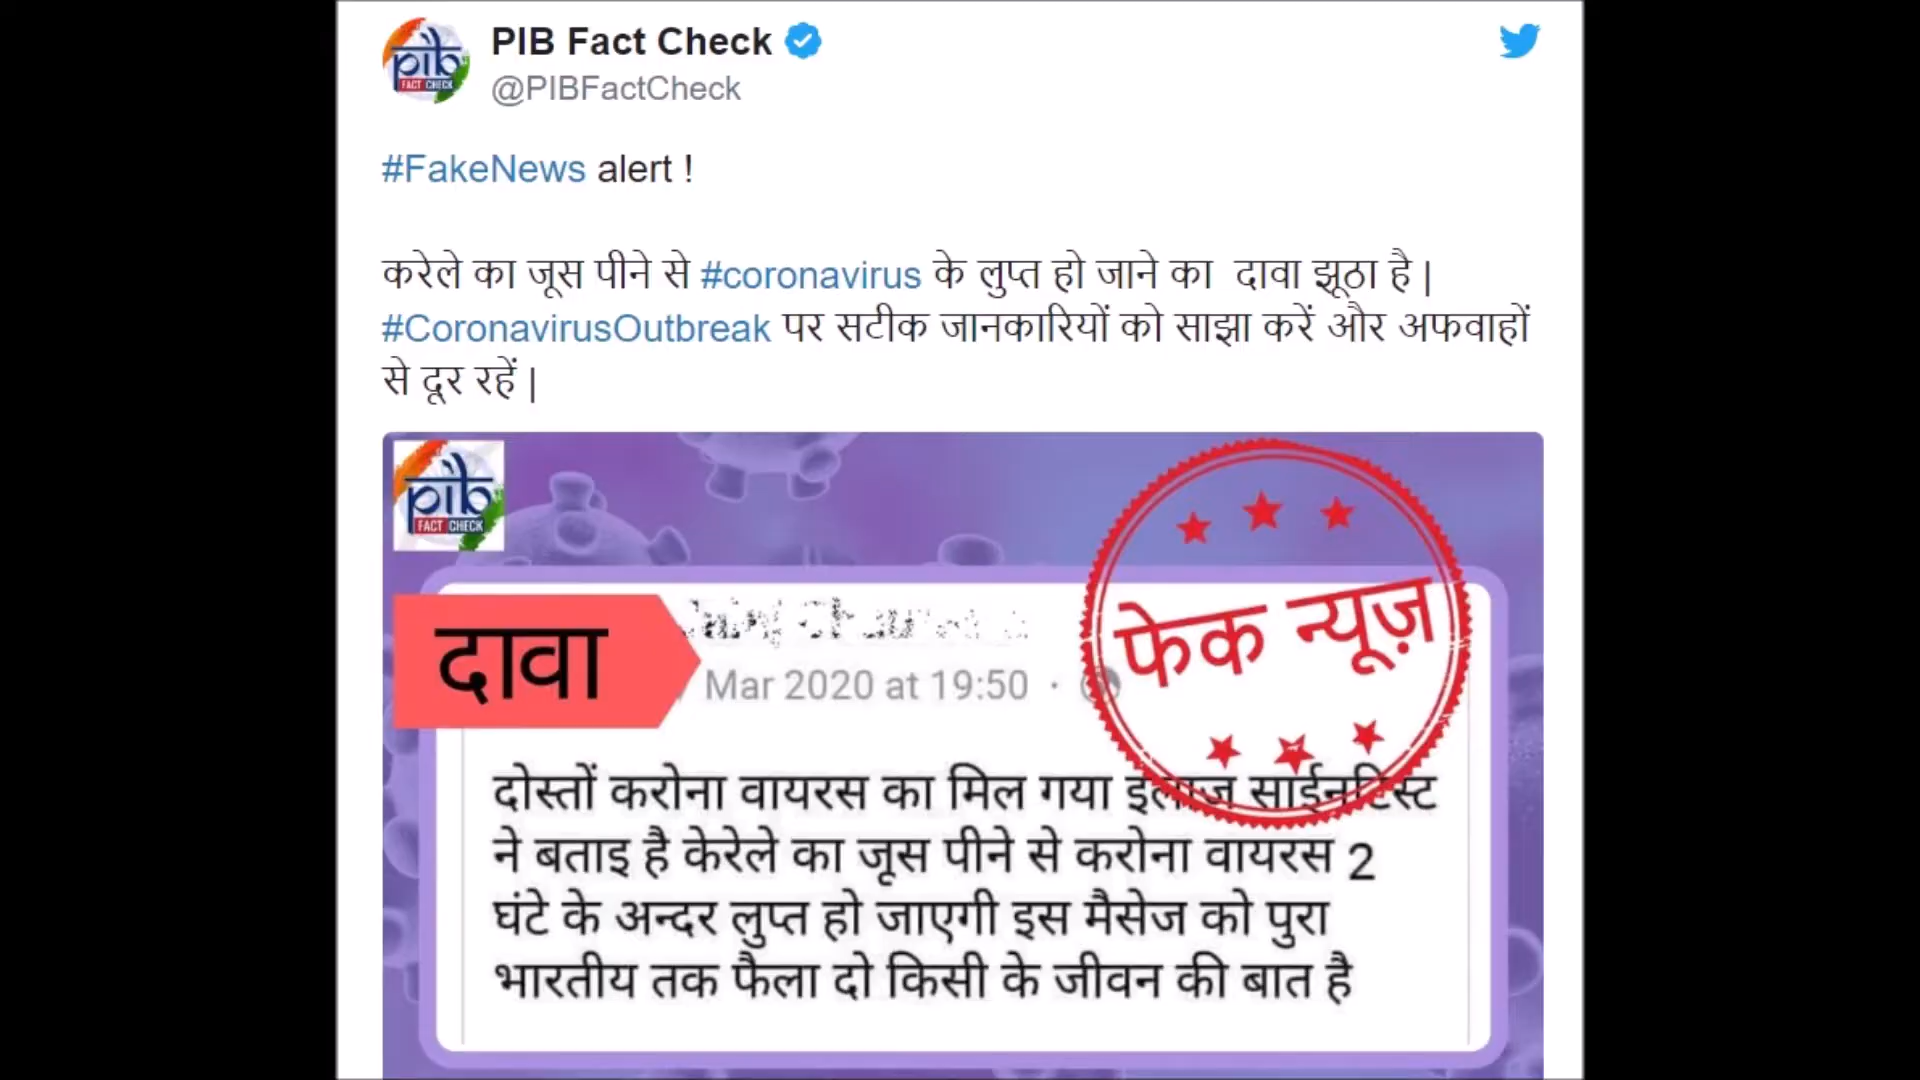 PIB Fact Check
@PIBFactCheck
#FakeNews alert !
करेले का जूस पीने से #coronavirus के लुप्त हो जाने का दावा झूठा है |
#CoronavirusOutbreak पर सटीक जानकारियों को साझा करें और अफवाहों
से दूर रहें |
pib
FACT CHECK
दावा
फेक न्यूज़
Mar 2020 at 19:50 ·
दोस्तों करोना वायरस का मिल गया इलाज साईनटिस्ट
ने बताइ है केरेले का जूस पीने से करोना वायरस 2
घंटे के अन्दर लुप्त हो जाएगी इस मैसेज को पुरा
भारतीय तक फैला दो किसी के जीवन की बात है